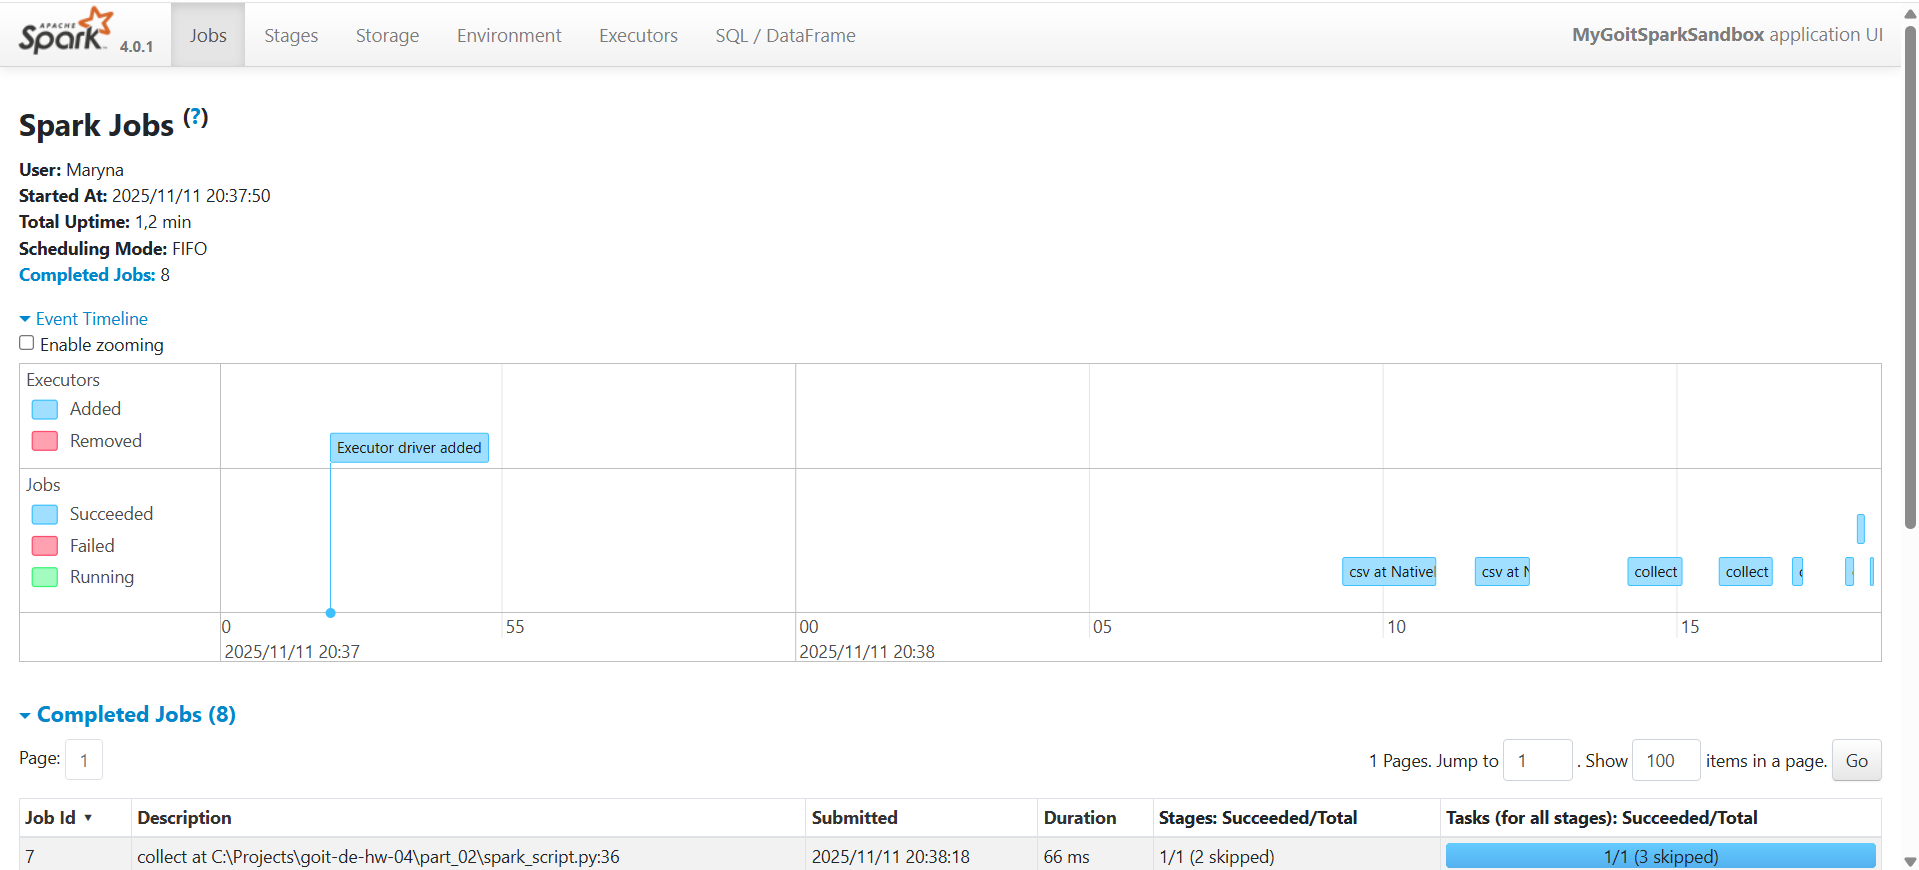 APACHE
Spark 4.0.1
Jobs
Stages
Storage
Environment
Executors
SQL / DataFrame
MyGoitSparkSandbox application UI
Spark Jobs (?)
User: Maryna
Started At: 2025/11/11 20:37:50
Total Uptime: 1,2 min
Scheduling Mode: FIFO
Completed Jobs: 8
Event Timeline
Enable zooming
Executors
Added
Removed
Executor driver added
Jobs
Succeeded
Failed
Running
csv at Native
csv at
collect
collect
0
55
00
05
10
15
2025/11/11 20:37
2025/11/11 20:38
Completed Jobs (8)
Page: 1
1 Pages. Jump to 1 . Show 100 items in a page. Go
Job Id ▾ Description Submitted Duration Stages: Succeeded/Total Tasks (for all stages): Succeeded/Total
7 collect at C:\Projects\goit-de-hw-04\part_02\spark_script.py:36 2025/11/11 20:38:18 66 ms 1/1 (2 skipped) 1/1 (3 skipped)